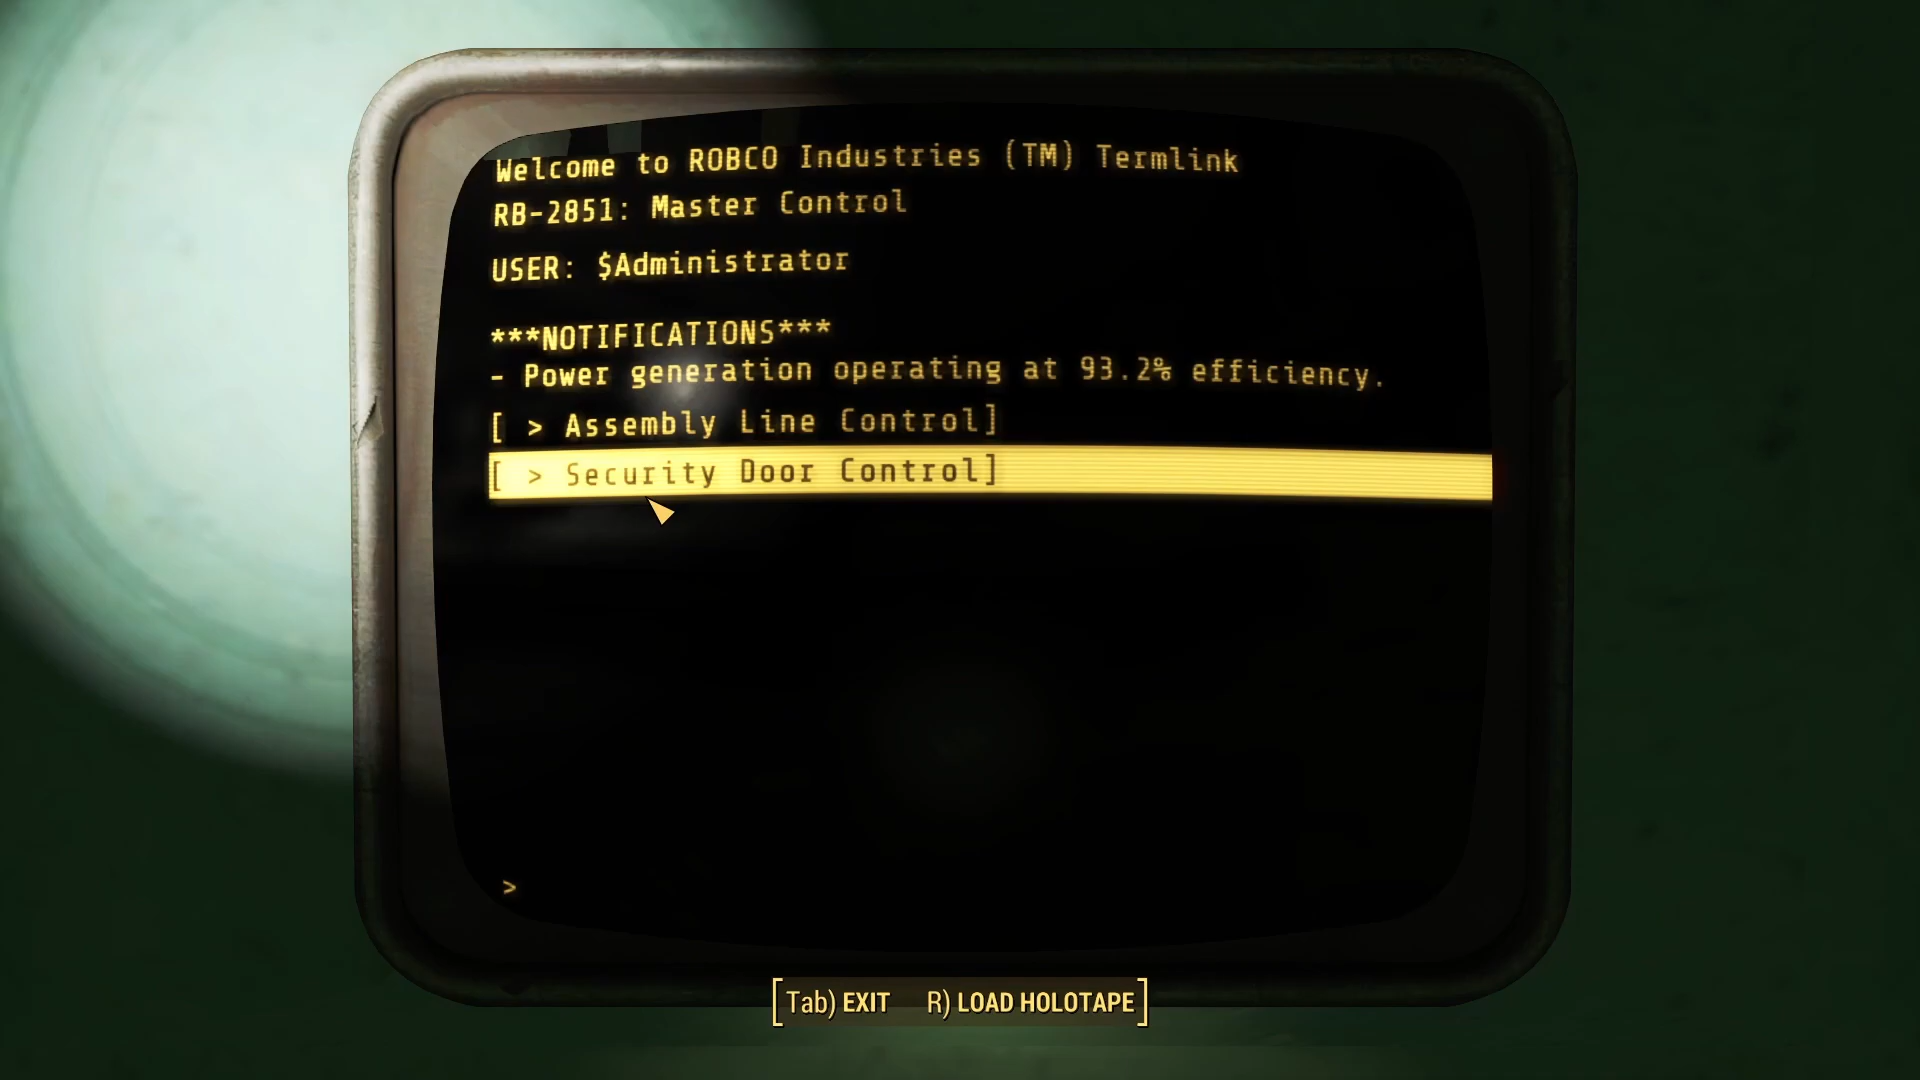 Welcome to ROBCO Industries (TM) Termlink
RB-2851: Master Control
USER: $Administrator
***NOTIFICATIONS***
- Power generation operating at 93.2% efficiency.
[ > Assembly Line Control]
[ > Security Door Control]
>
[Tab) EXIT R) LOAD HOLOTAPE]